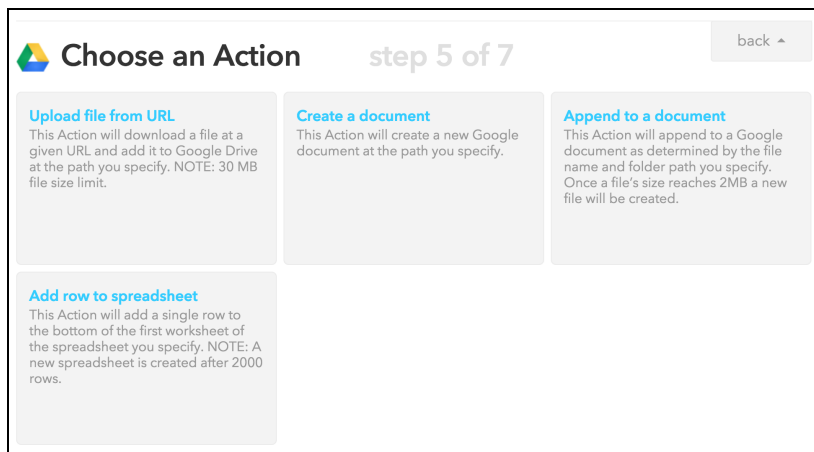 Choose an Action
step 5 of 7
back
Upload file from URL
This Action will download a file at a
given URL and add it to Google Drive
at the path you specify. NOTE: 30 MB
file size limit.
Create a document
This Action will create a new Google
document at the path you specify.
Append to a document
This Action will append to a Google
document as determined by the file
name and folder path you specify.
Once a file's size reaches 2MB a new
file will be created.
Add row to spreadsheet
This Action will add a single row to
the bottom of the first worksheet of
the spreadsheet you specify. NOTE: A
new spreadsheet is created after 2000
rows.